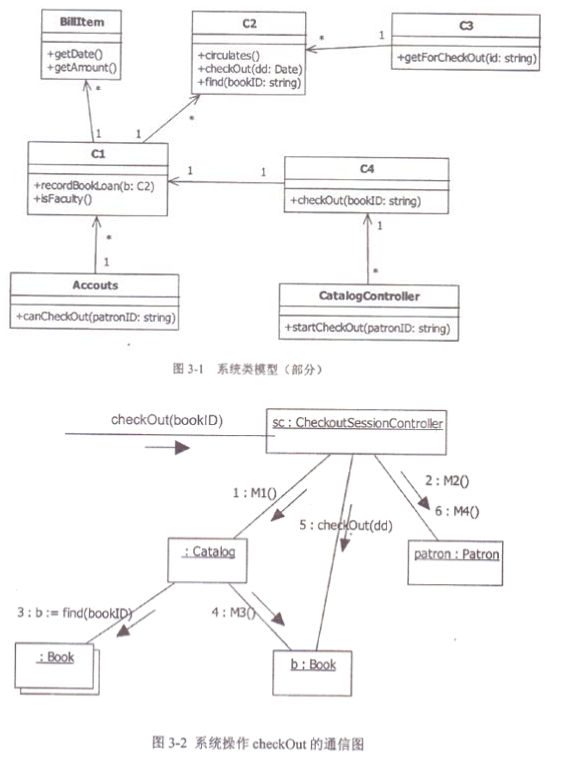 BillItem
+getDate()
+getAmount()
C2
+circulates()
+checkOut(dd: Date)
+find(bookID: string)
C3
+getForCheckOut(id: string)
*
1
*
1
1
*
C1
+recordBookLoan(b: C2)
+isFaculty()
1
1
C4
+checkOut(bookID: string)
*
1
1
*
Accouts
+canCheckOut(patronID: string)
CatalogController
+startCheckOut(patronID: string)
图 3-1 系统类模型（部分）
checkOut(bookID)
sc : CheckoutSessionController
1 : M1()
2 : M2()
5 : checkOut(dd)
6 : M4()
: Catalog
patron : Patron
3 : b := find(bookID)
4 : M3()
: Book
b : Book
图 3-2 系统操作 checkOut 的通信图